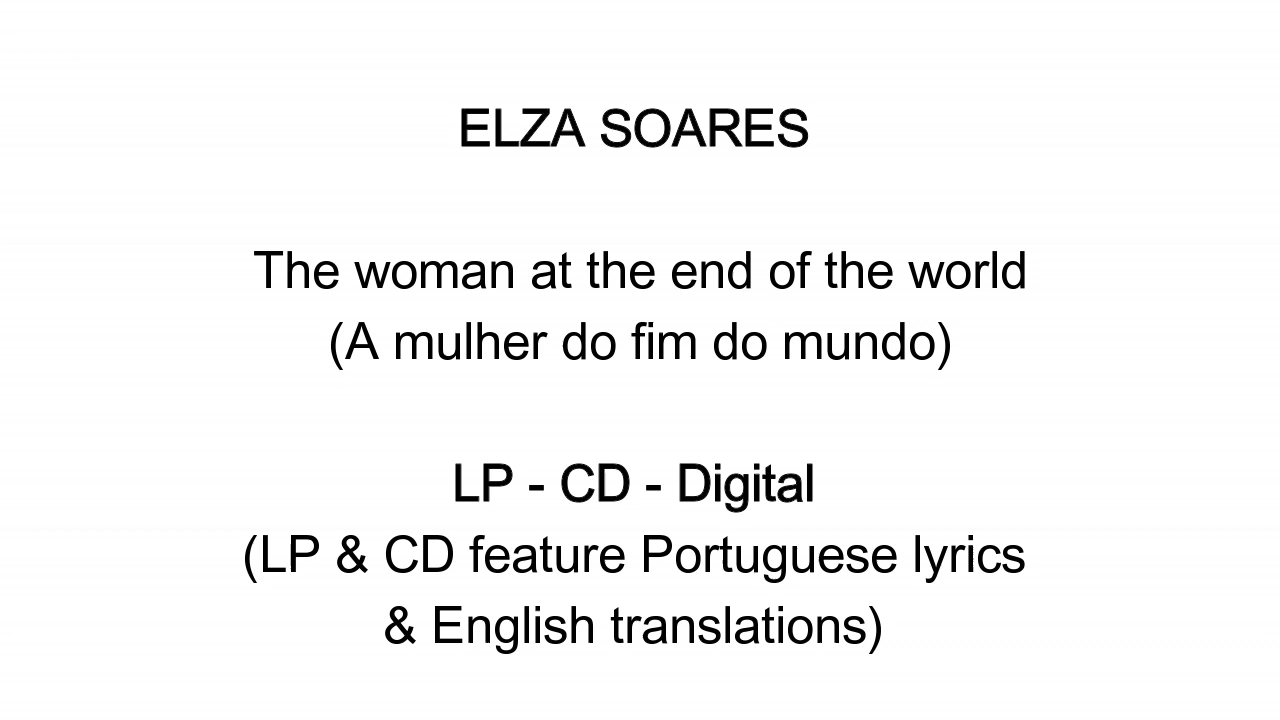 ELZA SOARES
The woman at the end of the world
(A mulher do fim do mundo)
LP - CD - Digital
(LP & CD feature Portuguese lyrics
& English translations)